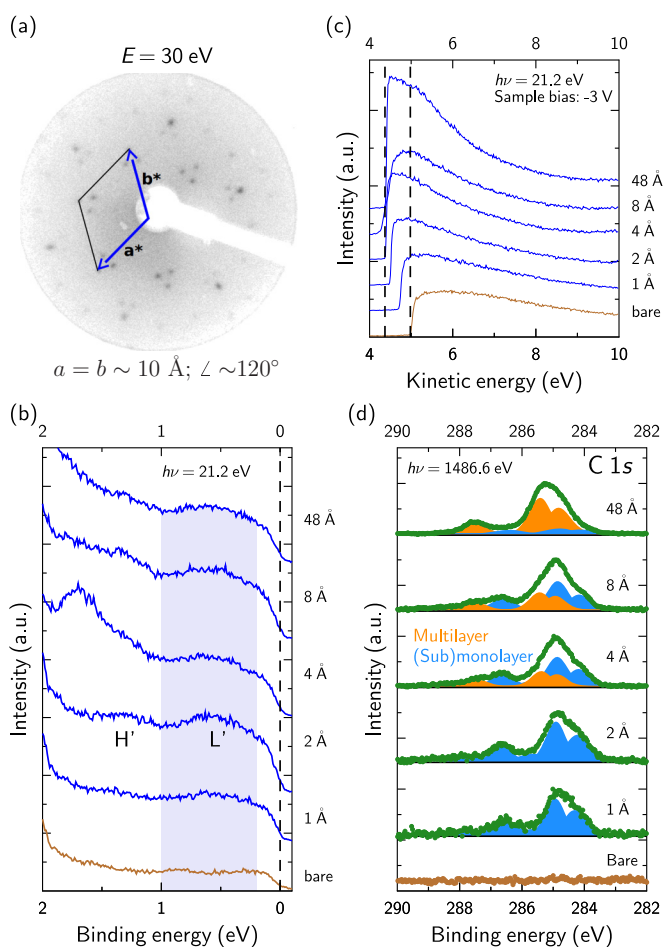 (a)
E = 30 eV
b*
a*
a = b ∼ 10 Å; ∠ ∼120°
(c)
4 6 8 10
hν = 21.2 eV
Sample bias: -3 V
48 Å
8 Å
4 Å
2 Å
1 Å
bare
Intensity (a.u.)
4 6 8 10
Kinetic energy (eV)
(b)
2 1 0
hν = 21.2 eV
48 Å
8 Å
4 Å
2 Å
1 Å
bare
H'
L'
Intensity (a.u.)
2 1 0
Binding energy (eV)
(d)
290 288 286 284 282
hν = 1486.6 eV
C 1s
48 Å
8 Å
4 Å
2 Å
1 Å
Bare
Multilayer
(Sub)monolayer
Intensity (a.u.)
290 288 286 284 282
Binding energy (eV)